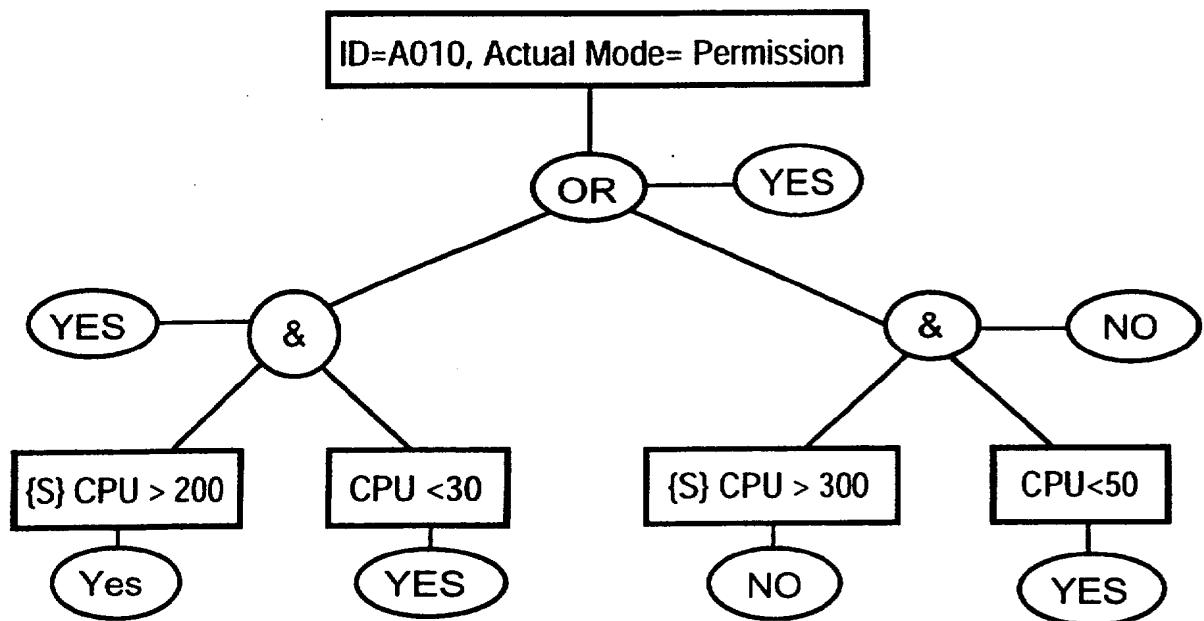 ID=A010, Actual Mode= Permission
OR
YES
YES
&
&
NO
{S} CPU > 200
CPU <30
{S} CPU > 300
CPU<50
Yes
YES
NO
YES